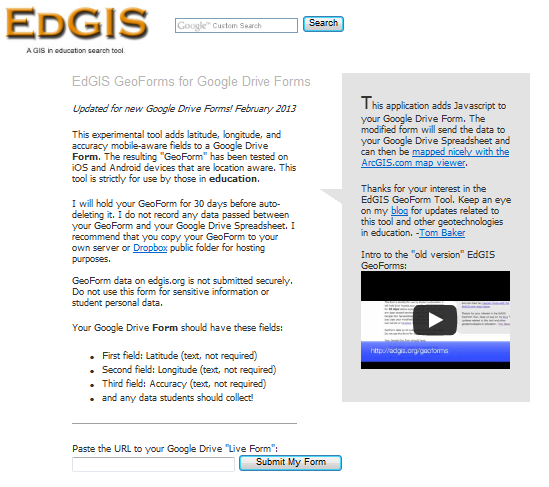 EDGIS
A GIS in education search tool.
Google™ Custom Search
Search
EdGIS GeoForms for Google Drive Forms
Updated for new Google Drive Forms! February 2013
This experimental tool adds latitude, longitude, and
accuracy mobile-aware fields to a Google Drive
Form. The resulting "GeoForm" has been tested on
iOS and Android devices that are location aware. This
tool is strictly for use by those in education.
I will hold your GeoForm for 30 days before auto-
deleting it. I do not record any data passed between
your GeoForm and your Google Drive Spreadsheet. I
recommend that you copy your GeoForm to your
own server or Dropbox public folder for hosting
purposes.
GeoForm data on edgis.org is not submitted securely.
Do not use this form for sensitive information or
student personal data.
Your Google Drive Form should have these fields:
First field: Latitude (text, not required)
Second field: Longitude (text, not required)
Third field: Accuracy (text, not required)
and any data students should collect!
Paste the URL to your Google Drive "Live Form":
Submit My Form
This application adds Javascript to
your Google Drive Form. The
modified form will send the data to
your Google Drive Spreadsheet and
can then be mapped nicely with the
ArcGIS.com map viewer.
Thanks for your interest in the
EdGIS GeoForm Tool. Keep an eye
on my blog for updates related to
this tool and other geotechnologies
in education. -Tom Baker
Intro to the "old version" EdGIS
GeoForms:
http://edgis.org/geoforms